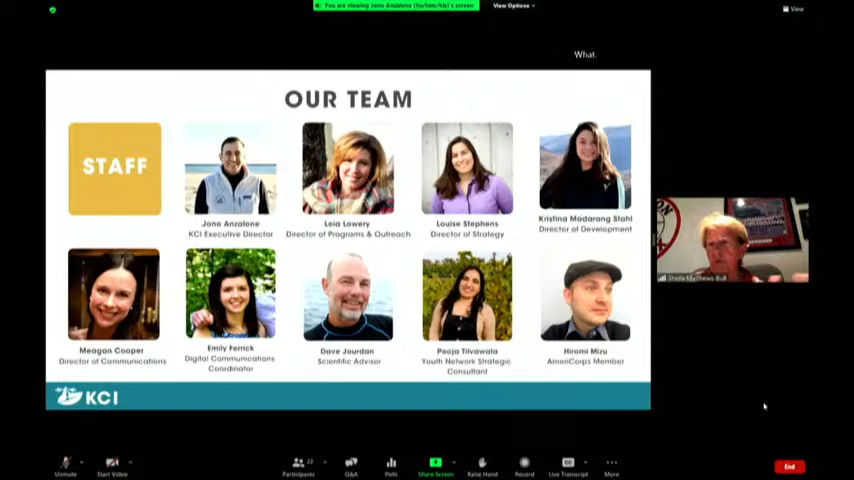 You are viewing Jono Anzalone (he/him/his)'s screen
View Options
View
What.
OUR TEAM
STAFF
Jono Anzalone
KCI Executive Director
Leia Lowery
Director of Programs & Outreach
Louise Stephens
Director of Strategy
Kristina Modarang Stahl
Director of Development
Meagan Cooper
Director of Communications
Emily Ferrick
Digital Communications
Coordinator
Dave Jourdan
Scientific Advisor
Pooja Tilvawala
Youth Network Strategic
Consultant
Hiromi Mizu
AmeriCorps Member
KCI
Sheila Matthews-Bull
Unmute
Start Video
Participants
Q&A
Polls
Share Screen
Raise Hand
Record
Live Transcript
More
End